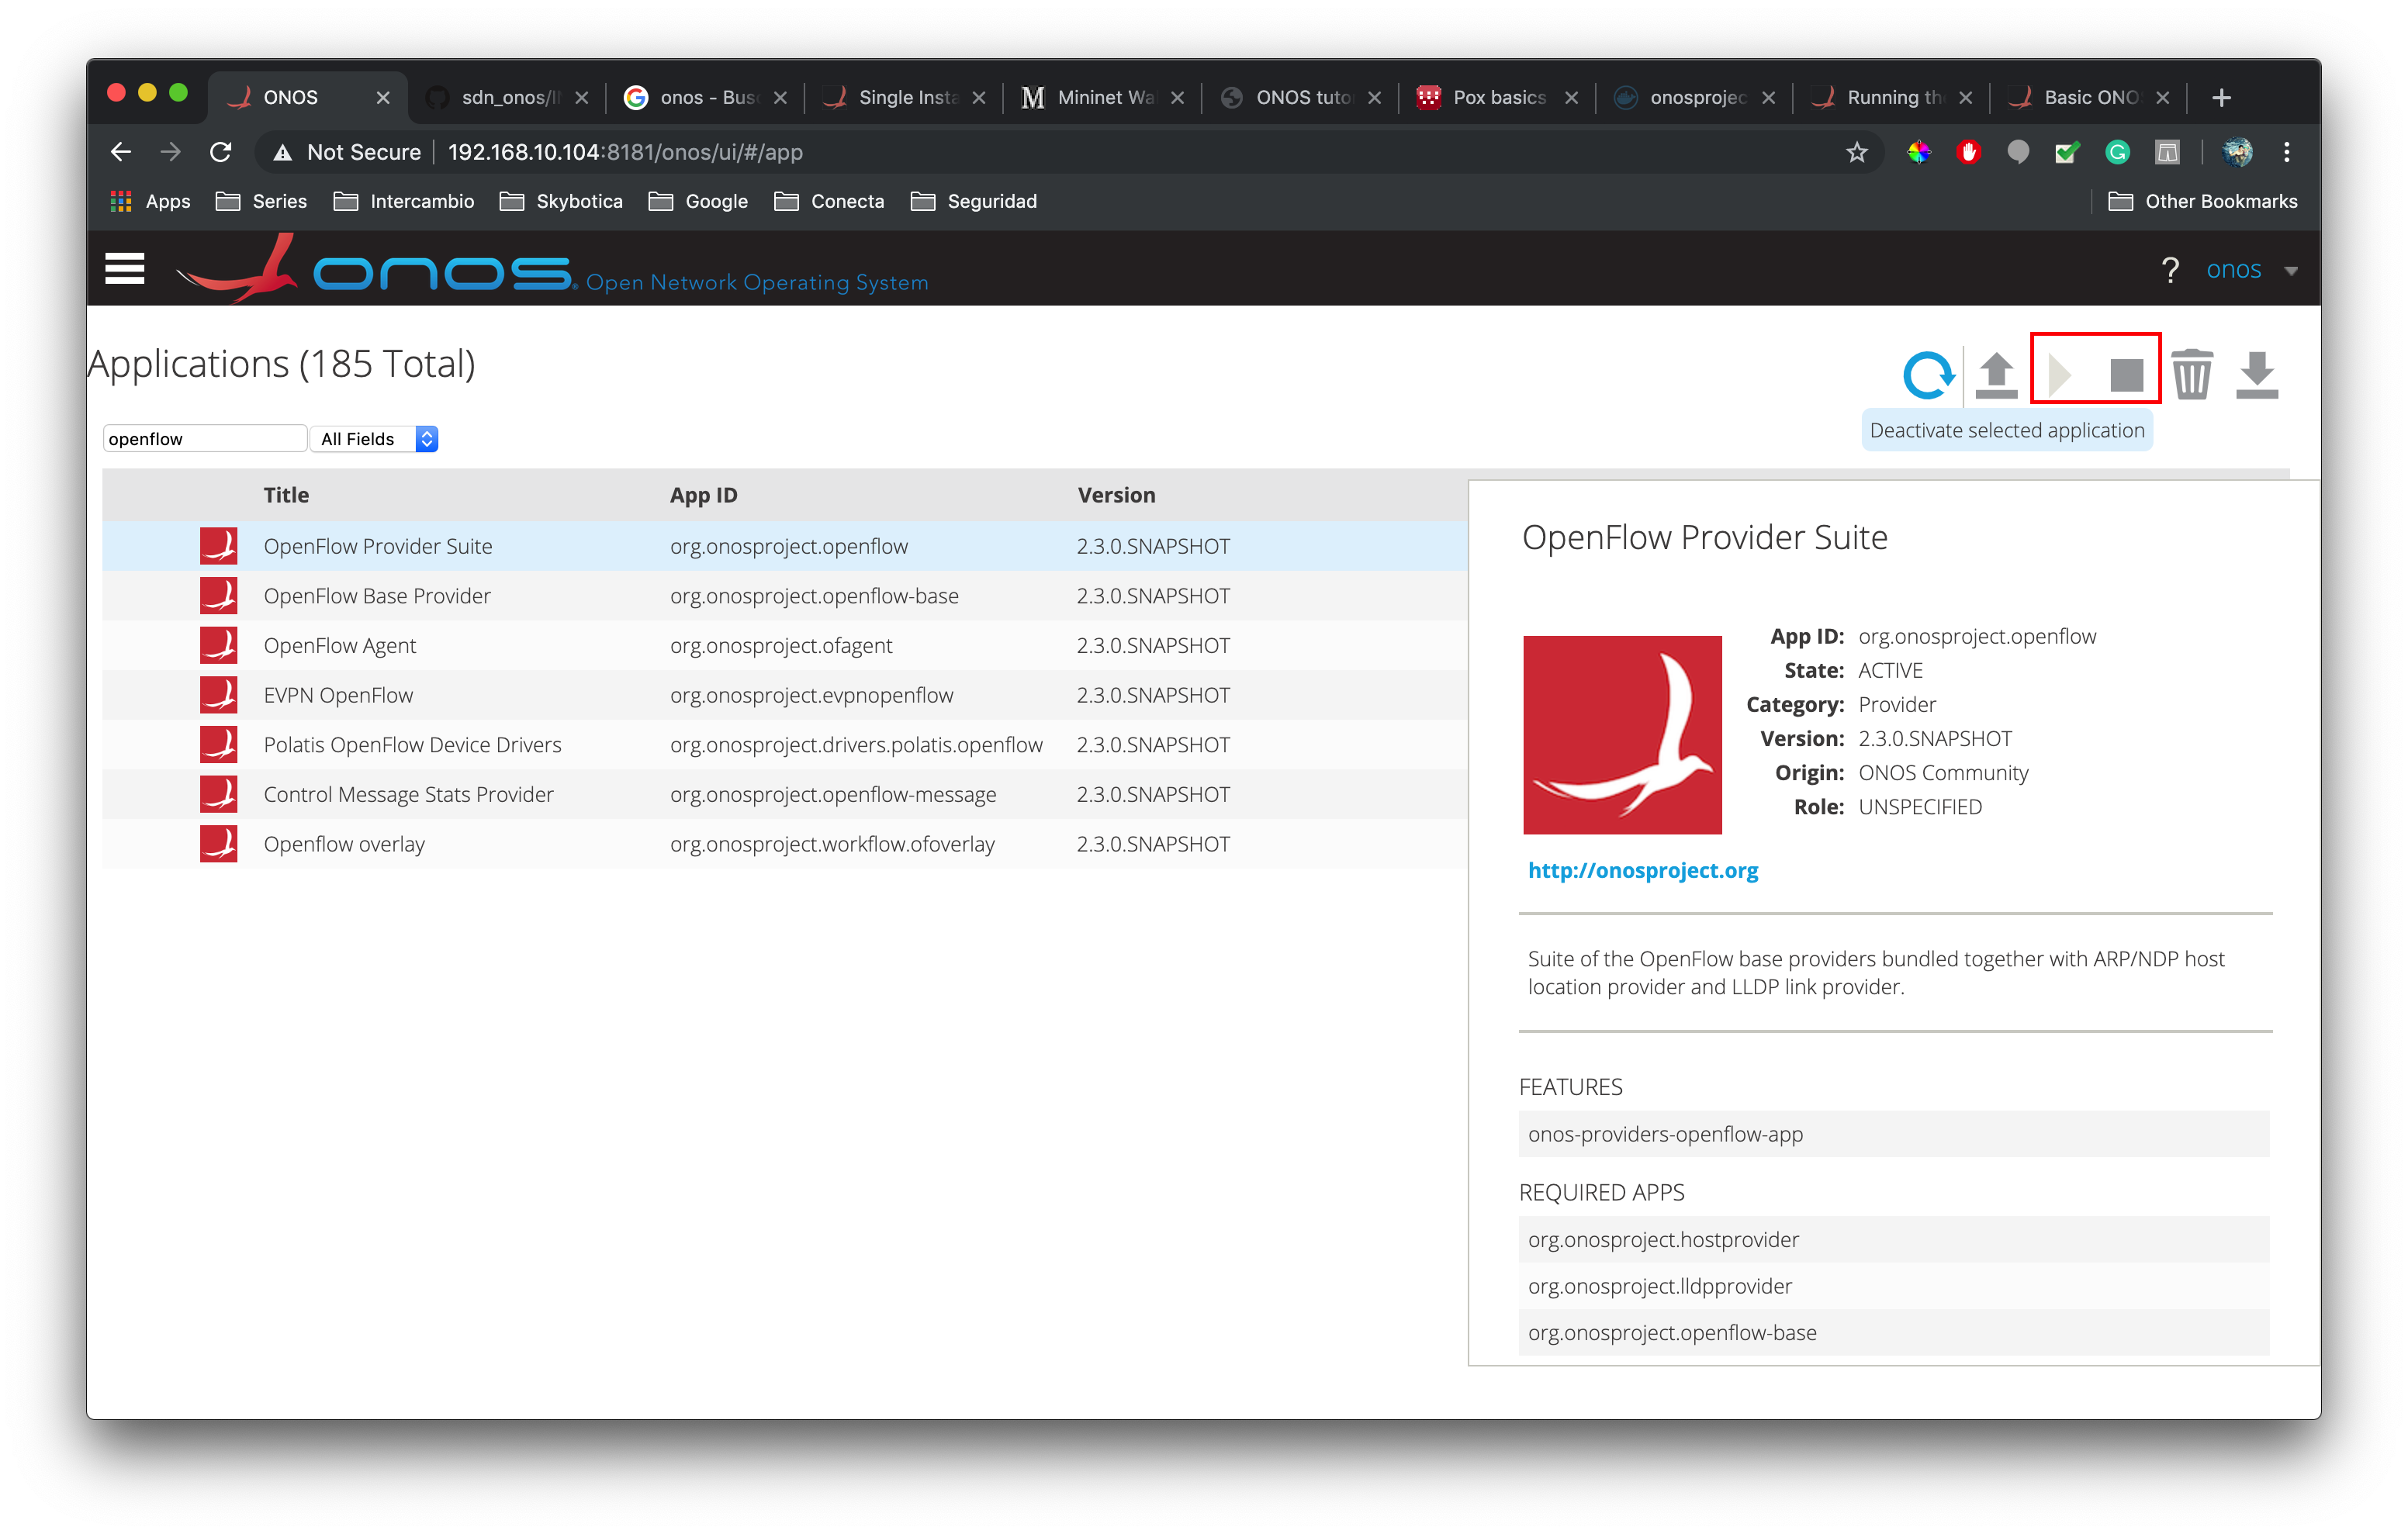 ONOS
sdn_onos/I
onos - Bus
Single Insta
Mininet Wa
ONOS tuto
Pox basics
onosprojec
Running th
Basic ONO
Not Secure
192.168.10.104:8181/onos/ui/#/app
Apps
Series
Intercambio
Skybotica
Google
Conecta
Seguridad
Other Bookmarks
onos
Open Network Operating System
?
onos
Applications (185 Total)
Deactivate selected application
openflow
All Fields
Title App ID Version
OpenFlow Provider Suite org.onosproject.openflow 2.3.0.SNAPSHOT
OpenFlow Base Provider org.onosproject.openflow-base 2.3.0.SNAPSHOT
OpenFlow Agent org.onosproject.ofagent 2.3.0.SNAPSHOT
EVPN OpenFlow org.onosproject.evpnopenflow 2.3.0.SNAPSHOT
Polatis OpenFlow Device Drivers org.onosproject.drivers.polatis.openflow 2.3.0.SNAPSHOT
Control Message Stats Provider org.onosproject.openflow-message 2.3.0.SNAPSHOT
Openflow overlay org.onosproject.workflow.ofoverlay 2.3.0.SNAPSHOT
OpenFlow Provider Suite
App ID: org.onosproject.openflow
State: ACTIVE
Category: Provider
Version: 2.3.0.SNAPSHOT
Origin: ONOS Community
Role: UNSPECIFIED
http://onosproject.org
Suite of the OpenFlow base providers bundled together with ARP/NDP host
location provider and LLDP link provider.
FEATURES
onos-providers-openflow-app
REQUIRED APPS
org.onosproject.hostprovider
org.onosproject.lldpprovider
org.onosproject.openflow-base